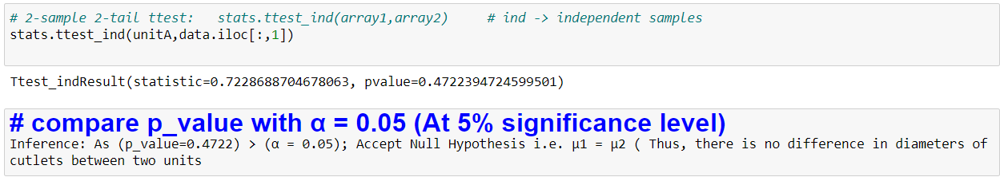 # 2-sample 2-tail ttest:   stats.ttest_ind(array1,array2)     # ind -> independent samples
stats.ttest_ind(unitA,data.iloc[:,1])
Ttest_indResult(statistic=0.7228688704678063, pvalue=0.4722394724599501)
# compare p_value with α = 0.05 (At 5% significance level)
Inference: As (p_value=0.4722) > (α = 0.05); Accept Null Hypothesis i.e. μ1 = μ2 ( Thus, there is no difference in diameters of
cutlets between two units